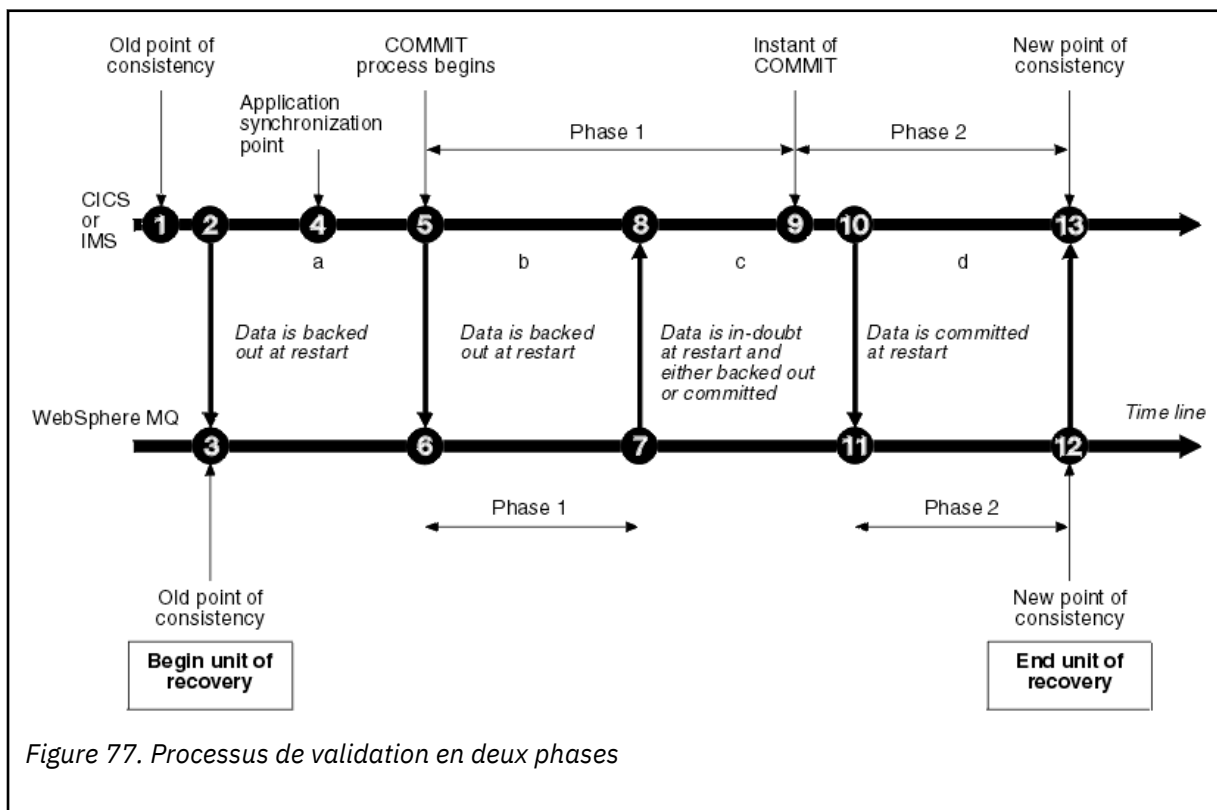 Old point of
consistency
COMMIT
process begins
Instant of
COMMIT
New point of
consistency
Application
synchronization
point
Phase 1
Phase 2
CICS
or
IMS
1
2
4
5
8
9
10
13
a
b
c
d
Data is backed
out at restart
Data is backed
out at restart
Data is in-doubt
at restart and
either backed out
or committed
Data is committed
at restart
WebSphere MQ
Time line
3
6
7
11
12
Phase 1
Phase 2
Old point of
consistency
New point of
consistency
Begin unit of
recovery
End unit of
recovery
Figure 77. Processus de validation en deux phases